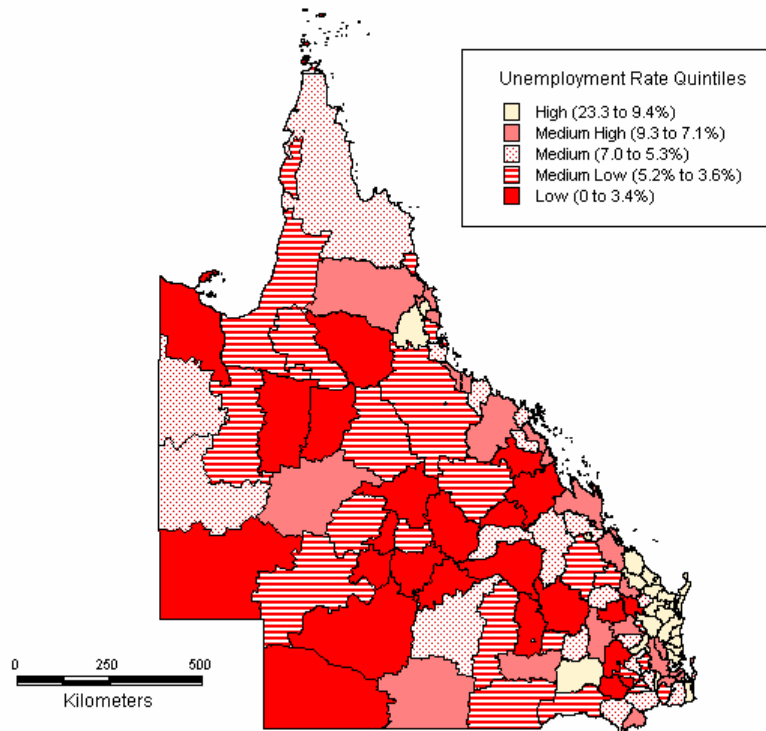 Unemployment Rate Quintiles
High (23.3 to 9.4%)
Medium High (9.3 to 7.1%)
Medium (7.0 to 5.3%)
Medium Low (5.2% to 3.6%)
Low (0 to 3.4%)
0 250 500
Kilometers